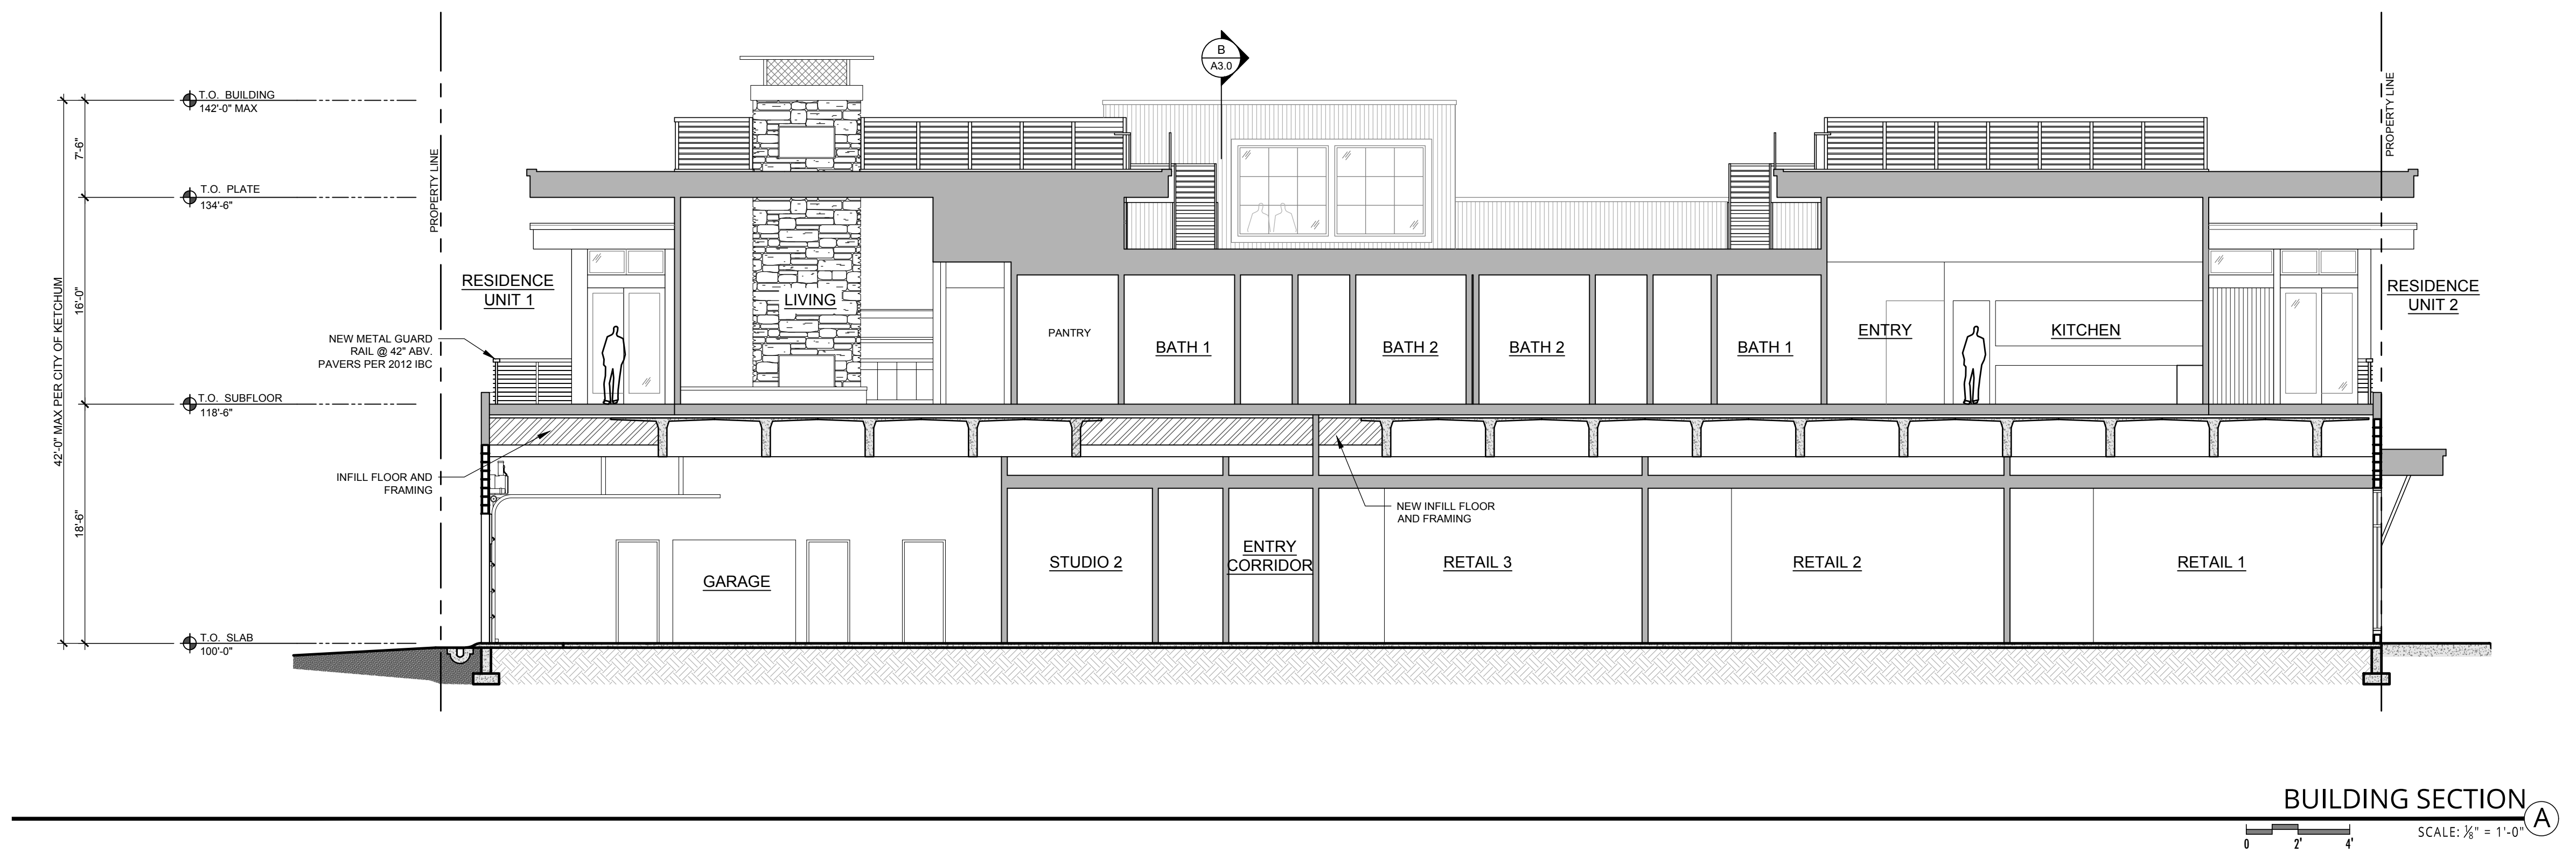 B
A3.0
T.O. BUILDING
142'-0" MAX
7'-6"
T.O. PLATE
134'-6"
PROPERTY LINE
PROPERTY LINE
42'-0" MAX PER CITY OF KETCHUM
16'-0"
RESIDENCE
UNIT 1
LIVING
PANTRY
BATH 1
BATH 2
BATH 2
BATH 1
ENTRY
KITCHEN
RESIDENCE
UNIT 2
NEW METAL GUARD
RAIL @ 42" ABV.
PAVERS PER 2012 IBC
T.O. SUBFLOOR
118'-6"
INFILL FLOOR AND
FRAMING
18'-6"
NEW INFILL FLOOR
AND FRAMING
GARAGE
STUDIO 2
ENTRY
CORRIDOR
RETAIL 3
RETAIL 2
RETAIL 1
T.O. SLAB
100'-0"
BUILDING SECTION
A
SCALE: ⅛" = 1'-0"
0 2' 4'